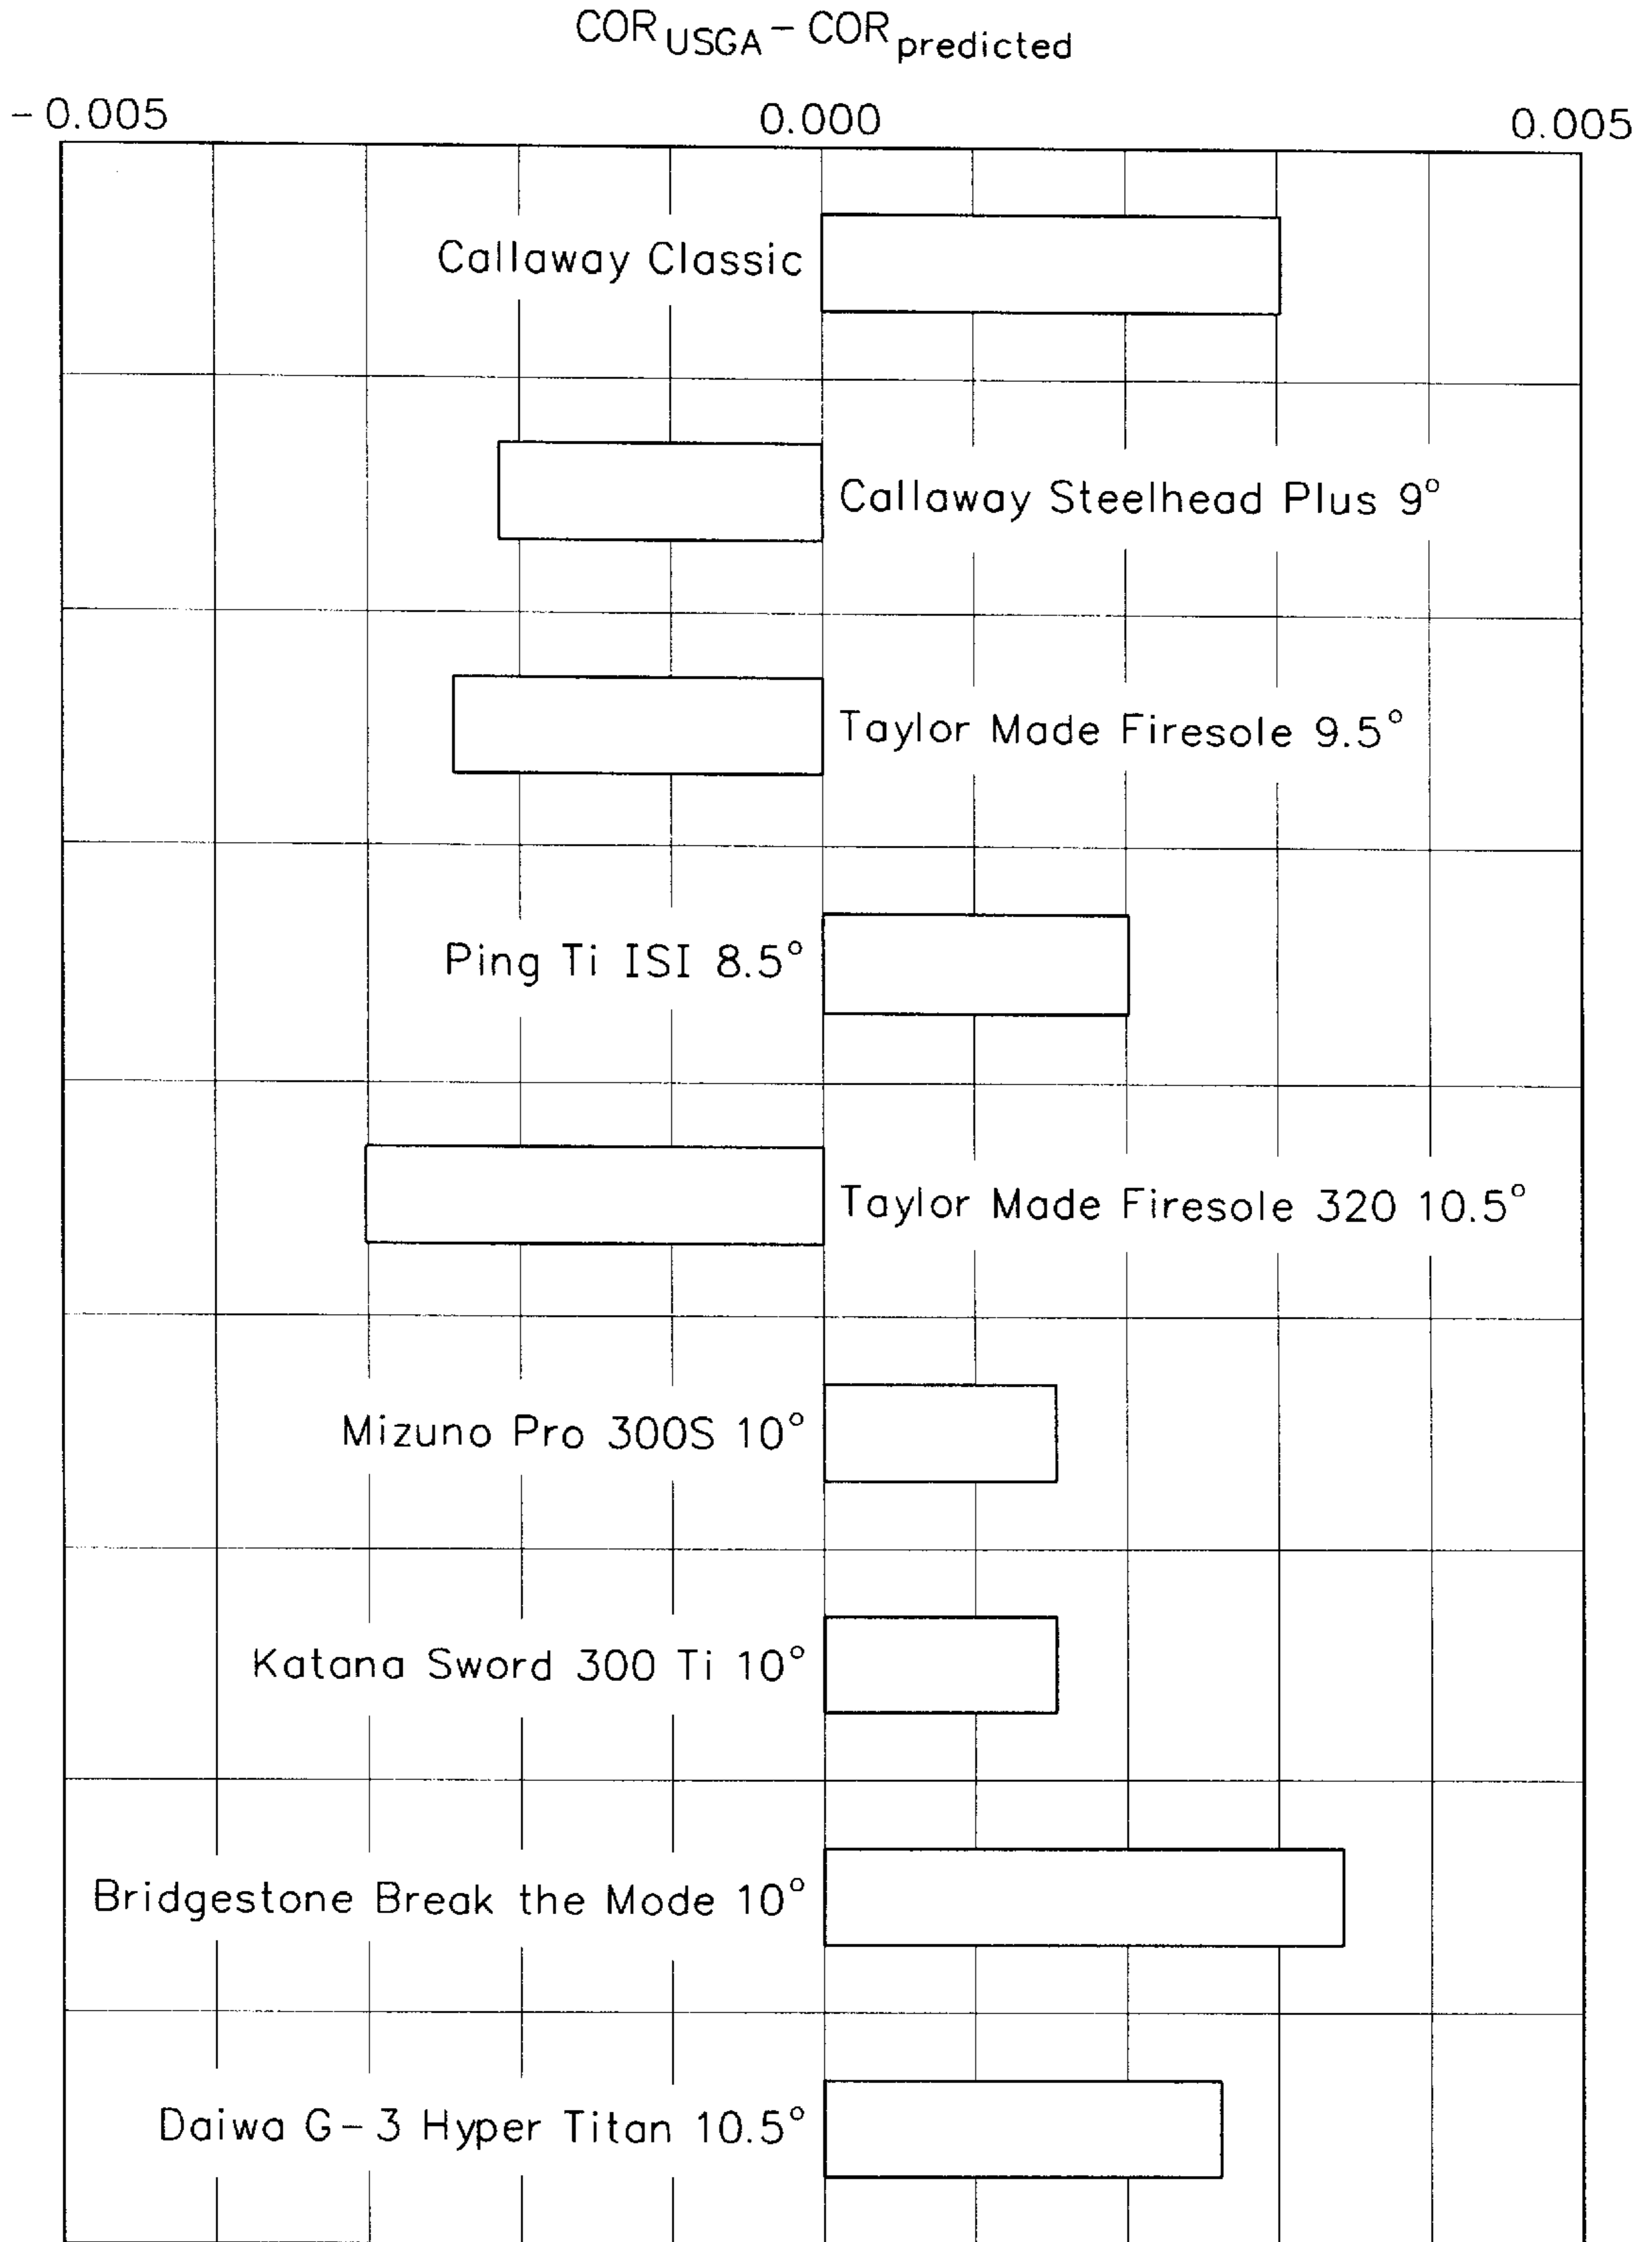 COR USGA - COR predicted
- 0.005 0.000 0.005
Callaway Classic
Callaway Steelhead Plus 9°
Taylor Made Firesole 9.5°
Ping Ti ISI 8.5°
Taylor Made Firesole 320 10.5°
Mizuno Pro 300S 10°
Katana Sword 300 Ti 10°
Bridgestone Break the Mode 10°
Daiwa G-3 Hyper Titan 10.5°